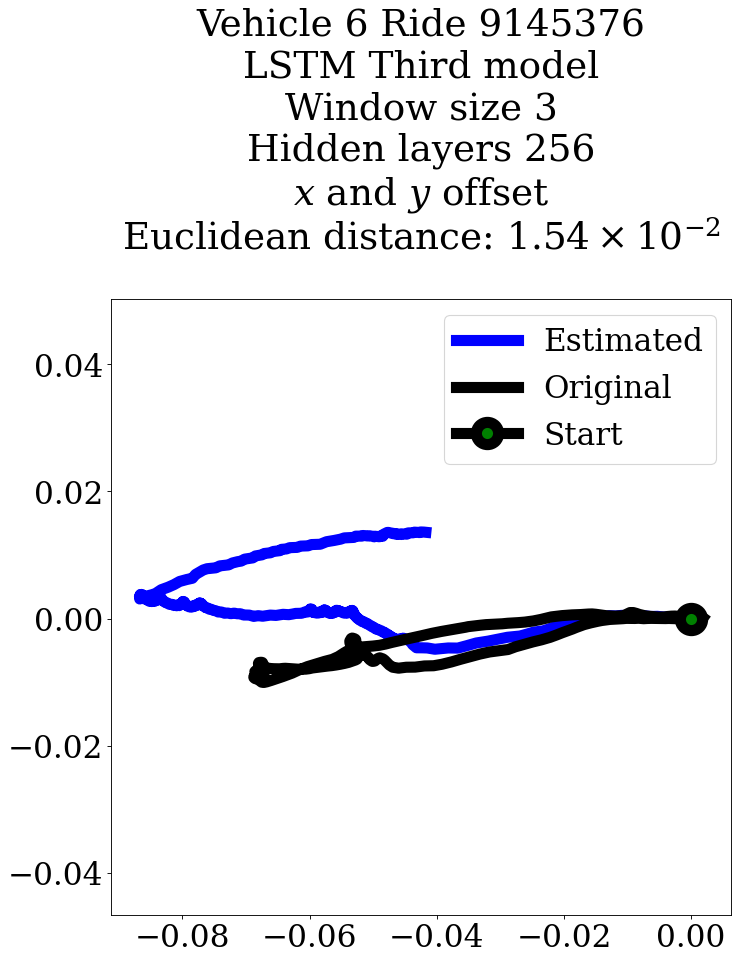 Vehicle 6 Ride 9145376
LSTM Third model
Window size 3
Hidden layers 256
x and y offset
Euclidean distance: 1.54 × 10⁻²
Estimated
Original
Start
0.04
0.02
0.00
−0.02
−0.04
−0.08 −0.06 −0.04 −0.02 0.00